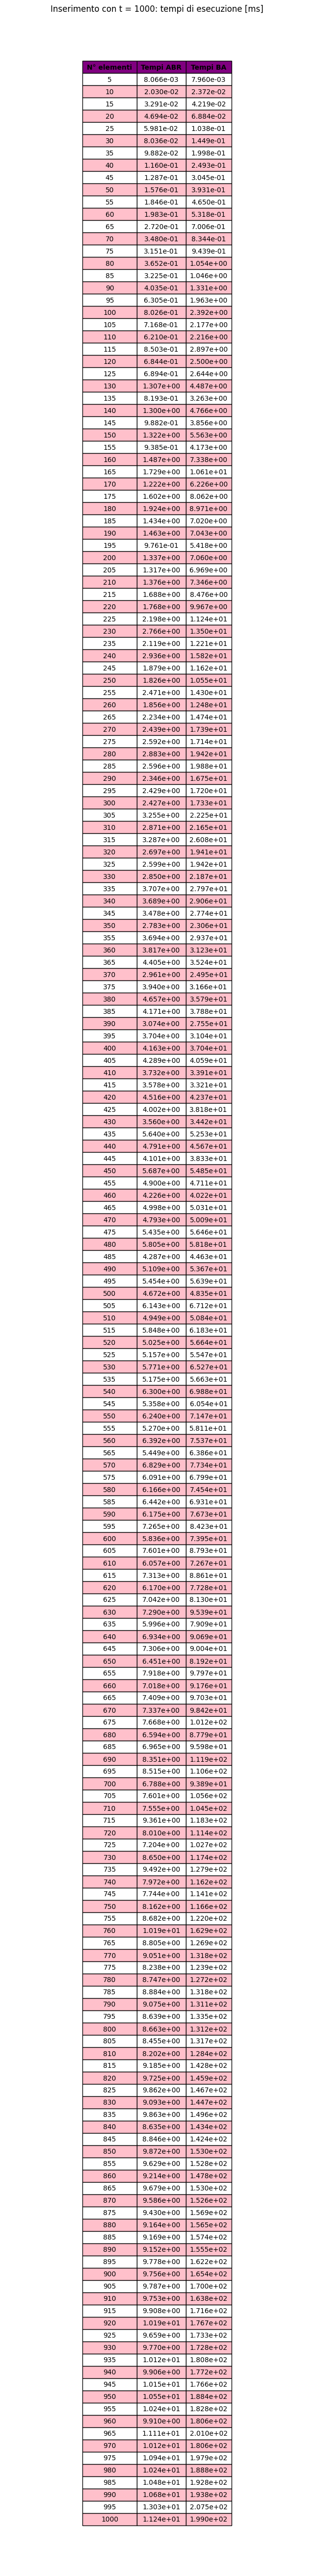 Inserimento con t = 1000: tempi di esecuzione [ms]
N° elementi Tempi ABR Tempi BA
5 8.066e-03 7.960e-03
10 2.030e-02 2.372e-02
15 3.291e-02 4.219e-02
20 4.694e-02 6.884e-02
25 5.981e-02 1.038e-01
30 8.036e-02 1.449e-01
35 9.882e-02 1.998e-01
40 1.160e-01 2.493e-01
45 1.287e-01 3.045e-01
50 1.576e-01 3.931e-01
55 1.846e-01 4.650e-01
60 1.983e-01 5.318e-01
65 2.720e-01 7.006e-01
70 3.480e-01 8.344e-01
75 3.151e-01 9.439e-01
80 3.652e-01 1.054e+00
85 3.225e-01 1.046e+00
90 4.035e-01 1.331e+00
95 6.305e-01 1.963e+00
100 8.026e-01 2.392e+00
105 7.168e-01 2.177e+00
110 6.210e-01 2.216e+00
115 8.503e-01 2.897e+00
120 6.844e-01 2.500e+00
125 6.894e-01 2.644e+00
130 1.307e+00 4.487e+00
135 8.193e-01 3.263e+00
140 1.300e+00 4.766e+00
145 9.882e-01 3.856e+00
150 1.322e+00 5.563e+00
155 9.385e-01 4.173e+00
160 1.487e+00 7.338e+00
165 1.729e+00 1.061e+01
170 1.222e+00 6.226e+00
175 1.602e+00 8.062e+00
180 1.924e+00 8.971e+00
185 1.434e+00 7.020e+00
190 1.463e+00 7.043e+00
195 9.761e-01 5.418e+00
200 1.337e+00 7.060e+00
205 1.317e+00 6.969e+00
210 1.376e+00 7.346e+00
215 1.688e+00 8.476e+00
220 1.768e+00 9.967e+00
225 2.198e+00 1.124e+01
230 2.766e+00 1.350e+01
235 2.119e+00 1.221e+01
240 2.936e+00 1.582e+01
245 1.879e+00 1.162e+01
250 1.826e+00 1.055e+01
255 2.471e+00 1.430e+01
260 1.856e+00 1.248e+01
265 2.234e+00 1.474e+01
270 2.439e+00 1.739e+01
275 2.592e+00 1.714e+01
280 2.883e+00 1.942e+01
285 2.596e+00 1.988e+01
290 2.346e+00 1.675e+01
295 2.429e+00 1.720e+01
300 2.427e+00 1.733e+01
305 3.255e+00 2.225e+01
310 2.871e+00 2.165e+01
315 3.287e+00 2.608e+01
320 2.697e+00 1.941e+01
325 2.599e+00 1.942e+01
330 2.850e+00 2.187e+01
335 3.707e+00 2.797e+01
340 3.689e+00 2.906e+01
345 3.478e+00 2.774e+01
350 2.783e+00 2.306e+01
355 3.694e+00 2.937e+01
360 3.817e+00 3.123e+01
365 4.405e+00 3.524e+01
370 2.961e+00 2.495e+01
375 3.940e+00 3.166e+01
380 4.657e+00 3.579e+01
385 4.171e+00 3.788e+01
390 3.074e+00 2.755e+01
395 3.704e+00 3.104e+01
400 4.163e+00 3.704e+01
405 4.289e+00 4.059e+01
410 3.732e+00 3.391e+01
415 3.578e+00 3.321e+01
420 4.516e+00 4.237e+01
425 4.002e+00 3.818e+01
430 3.560e+00 3.442e+01
435 5.640e+00 5.253e+01
440 4.791e+00 4.567e+01
445 4.101e+00 3.833e+01
450 5.687e+00 5.485e+01
455 4.900e+00 4.711e+01
460 4.226e+00 4.022e+01
465 4.998e+00 5.031e+01
470 4.793e+00 5.009e+01
475 5.435e+00 5.646e+01
480 5.805e+00 5.818e+01
485 4.287e+00 4.463e+01
490 5.109e+00 5.367e+01
495 5.454e+00 5.639e+01
500 4.672e+00 4.835e+01
505 6.143e+00 6.712e+01
510 4.949e+00 5.084e+01
515 5.848e+00 6.183e+01
520 5.025e+00 5.664e+01
525 5.157e+00 5.547e+01
530 5.771e+00 6.527e+01
535 5.175e+00 5.663e+01
540 6.300e+00 6.988e+01
545 5.358e+00 6.054e+01
550 6.240e+00 7.147e+01
555 5.270e+00 5.811e+01
560 6.392e+00 7.537e+01
565 5.449e+00 6.386e+01
570 6.829e+00 7.734e+01
575 6.091e+00 6.799e+01
580 6.166e+00 7.454e+01
585 6.442e+00 6.931e+01
590 6.175e+00 7.673e+01
595 7.265e+00 8.423e+01
600 5.836e+00 7.395e+01
605 7.601e+00 8.793e+01
610 6.057e+00 7.267e+01
615 7.313e+00 8.861e+01
620 6.170e+00 7.728e+01
625 7.042e+00 8.130e+01
630 7.290e+00 9.539e+01
635 5.996e+00 7.909e+01
640 6.934e+00 9.069e+01
645 7.306e+00 9.004e+01
650 6.451e+00 8.192e+01
655 7.918e+00 9.797e+01
660 7.018e+00 9.176e+01
665 7.409e+00 9.703e+01
670 7.337e+00 9.842e+01
675 7.668e+00 1.012e+02
680 6.594e+00 8.779e+01
685 6.965e+00 9.598e+01
690 8.351e+00 1.119e+02
695 8.515e+00 1.106e+02
700 6.788e+00 9.389e+01
705 7.601e+00 1.056e+02
710 7.555e+00 1.045e+02
715 9.361e+00 1.183e+02
720 8.010e+00 1.114e+02
725 7.204e+00 1.027e+02
730 8.650e+00 1.174e+02
735 9.492e+00 1.279e+02
740 7.972e+00 1.162e+02
745 7.744e+00 1.141e+02
750 8.162e+00 1.166e+02
755 8.682e+00 1.220e+02
760 1.019e+01 1.629e+02
765 8.805e+00 1.269e+02
770 9.051e+00 1.318e+02
775 8.238e+00 1.239e+02
780 8.747e+00 1.272e+02
785 8.884e+00 1.318e+02
790 9.075e+00 1.311e+02
795 8.639e+00 1.335e+02
800 8.663e+00 1.312e+02
805 8.455e+00 1.317e+02
810 8.202e+00 1.284e+02
815 9.185e+00 1.428e+02
820 9.725e+00 1.459e+02
825 9.862e+00 1.467e+02
830 9.093e+00 1.447e+02
835 9.863e+00 1.496e+02
840 8.635e+00 1.434e+02
845 8.846e+00 1.424e+02
850 9.872e+00 1.530e+02
855 9.629e+00 1.528e+02
860 9.214e+00 1.478e+02
865 9.679e+00 1.530e+02
870 9.586e+00 1.526e+02
875 9.430e+00 1.569e+02
880 9.164e+00 1.565e+02
885 9.169e+00 1.574e+02
890 9.152e+00 1.555e+02
895 9.778e+00 1.622e+02
900 9.756e+00 1.654e+02
905 9.787e+00 1.700e+02
910 9.753e+00 1.638e+02
915 9.908e+00 1.716e+02
920 1.019e+01 1.767e+02
925 9.659e+00 1.733e+02
930 9.770e+00 1.728e+02
935 1.012e+01 1.808e+02
940 9.906e+00 1.772e+02
945 1.015e+01 1.766e+02
950 1.055e+01 1.884e+02
955 1.024e+01 1.828e+02
960 9.910e+00 1.806e+02
965 1.111e+01 2.010e+02
970 1.012e+01 1.806e+02
975 1.094e+01 1.979e+02
980 1.024e+01 1.888e+02
985 1.048e+01 1.928e+02
990 1.068e+01 1.938e+02
995 1.303e+01 2.075e+02
1000 1.124e+01 1.990e+02